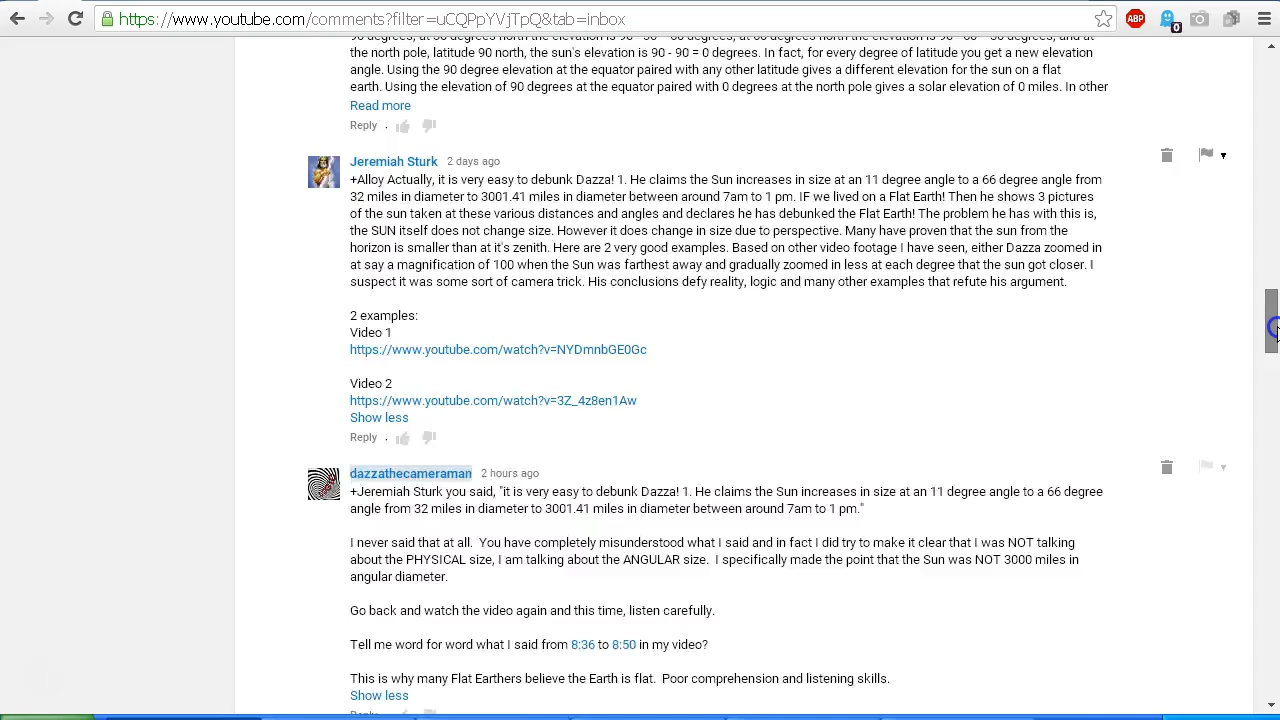 https://www.youtube.com/comments?filter=aCQPpYVjTpQ&tab=inbox
ABP
0
the north pole, latitude 90 north, the sun's elevation is 90 - 90 = 0 degrees. In fact, for every degree of latitude you get a new elevation
angle. Using the 90 degree elevation at the equator paired with any other latitude gives a different elevation for the sun on a flat
earth. Using the elevation of 90 degrees at the equator paired with 0 degrees at the north pole gives a solar elevation of 0 miles. In other
Read more
Reply .
Jeremiah Sturk 2 days ago
+Alloy Actually, it is very easy to debunk Dazza! 1. He claims the Sun increases in size at an 11 degree angle to a 66 degree angle from
32 miles in diameter to 3001.41 miles in diameter between around 7am to 1 pm. IF we lived on a Flat Earth! Then he shows 3 pictures
of the sun taken at these various distances and angles and declares he has debunked the Flat Earth! The problem he has with this is,
the SUN itself does not change size. However it does change in size due to perspective. Many have proven that the sun from the
horizon is smaller than at it's zenith. Here are 2 very good examples. Based on other video footage I have seen, either Dazza zoomed in
at say a magnification of 100 when the Sun was farthest away and gradually zoomed in less at each degree that the sun got closer. I
suspect it was some sort of camera trick. His conclusions defy reality, logic and many other examples that refute his argument.
2 examples:
Video 1
https://www.youtube.com/watch?v=NYDmnbGE0Gc
Video 2
https://www.youtube.com/watch?v=3Z_4z8en1Aw
Show less
Reply .
dazzathecameraman 2 hours ago
+Jeremiah Sturk you said, "it is very easy to debunk Dazza! 1. He claims the Sun increases in size at an 11 degree angle to a 66 degree
angle from 32 miles in diameter to 3001.41 miles in diameter between around 7am to 1 pm."
I never said that at all. You have completely misunderstood what I said and in fact I did try to make it clear that I was NOT talking
about the PHYSICAL size, I am talking about the ANGULAR size. I specifically made the point that the Sun was NOT 3000 miles in
angular diameter.
Go back and watch the video again and this time, listen carefully.
Tell me word for word what I said from 8:36 to 8:50 in my video?
This is why many Flat Earthers believe the Earth is flat. Poor comprehension and listening skills.
Show less